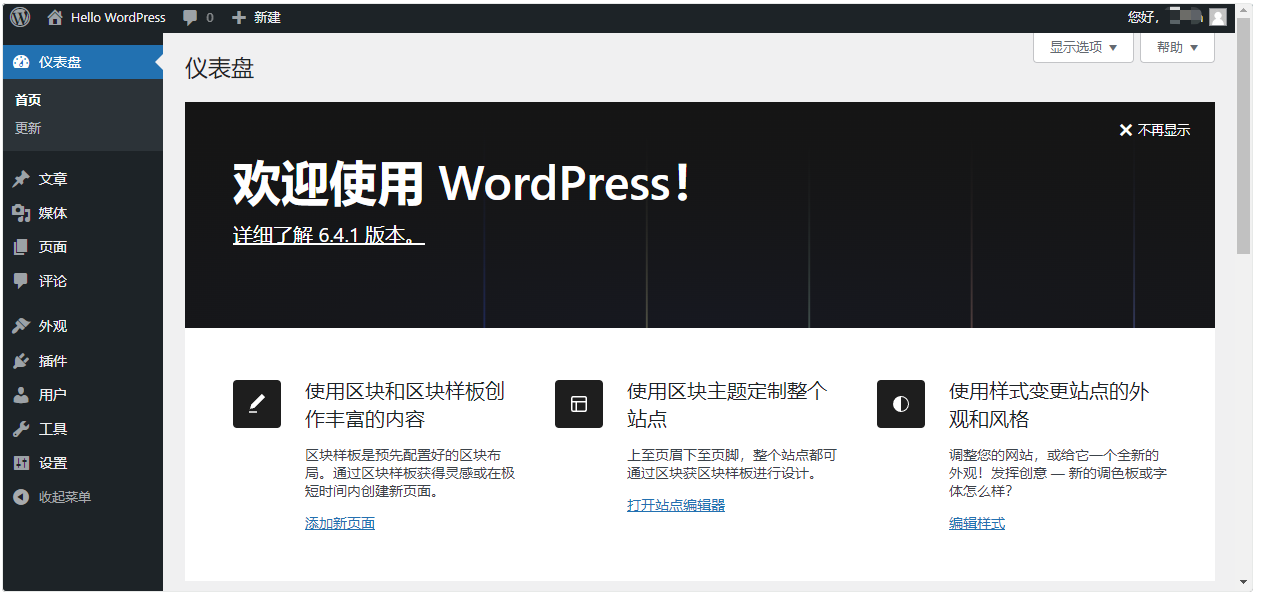 Hello WordPress 0 新建 您好,
仪表盘
首页
更新
文章
媒体
页面
评论
外观
插件
用户
工具
设置
收起菜单
显示选项 帮助
仪表盘
不再显示
欢迎使用 WordPress！
详细了解 6.4.1 版本。
使用区块和区块样板创
作丰富的内容
区块样板是预先配置好的区块布
局。通过区块样板获得灵感或在极
短时间内创建新页面。
添加新页面
使用区块主题定制整个
站点
上至页眉下至页脚，整个站点都可
通过区块获区块样板进行设计。
打开站点编辑器
使用样式变更站点的外
观和风格
调整您的网站，或给它一个全新的
外观！发挥创意 — 新的调色板或字
体怎么样？
编辑样式